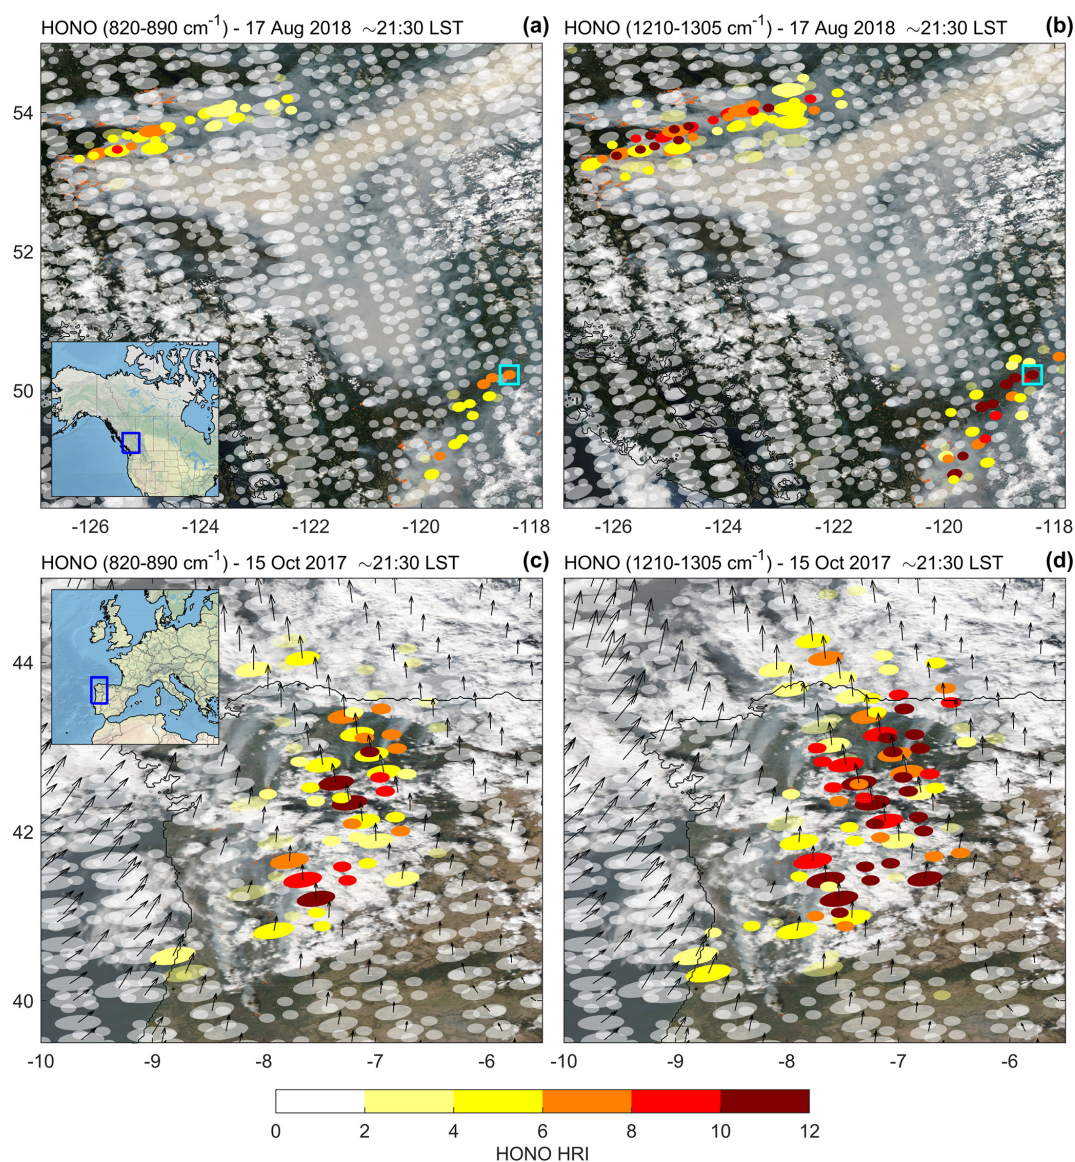 HONO (820-890 cm⁻¹) - 17 Aug 2018 ~21:30 LST (a)
HONO (1210-1305 cm⁻¹) - 17 Aug 2018 ~21:30 LST (b)
54
52
50
-126 -124 -122 -120 -118
-126 -124 -122 -120 -118
HONO (820-890 cm⁻¹) - 15 Oct 2017 ~21:30 LST (c)
HONO (1210-1305 cm⁻¹) - 15 Oct 2017 ~21:30 LST (d)
44
42
40
-10 -9 -8 -7 -6
-9 -8 -7 -6
0 2 4 6 8 10 12
HONO HRI